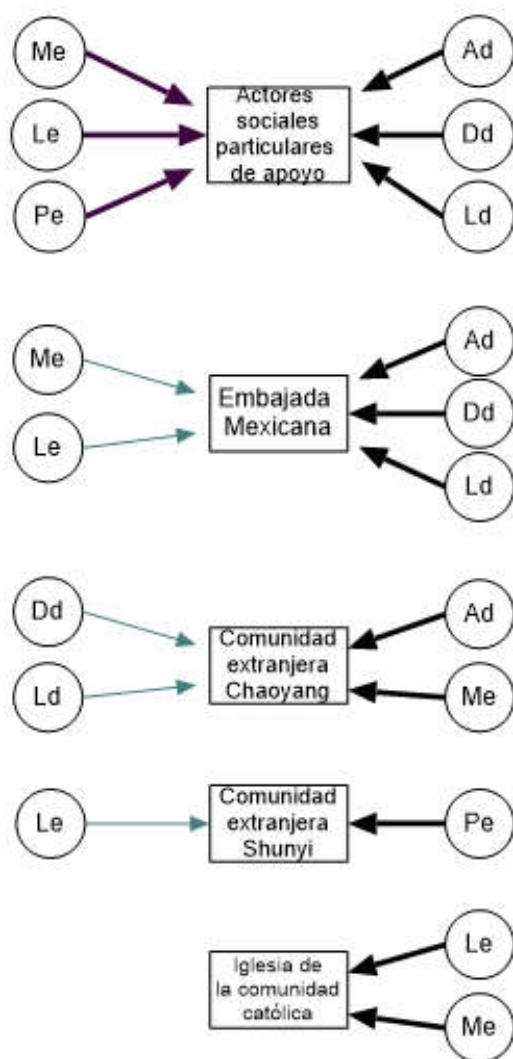 Me
Ad
Le
Actores
sociales
particulares
de apoyo
Dd
Pe
Ld
Me
Ad
Embajada
Mexicana
Dd
Le
Ld
Dd
Ad
Comunidad
extranjera
Chaoyang
Ld
Me
Le
Comunidad
extranjera
Shunyi
Pe
Iglesia de
la comunidad
católica
Le
Me